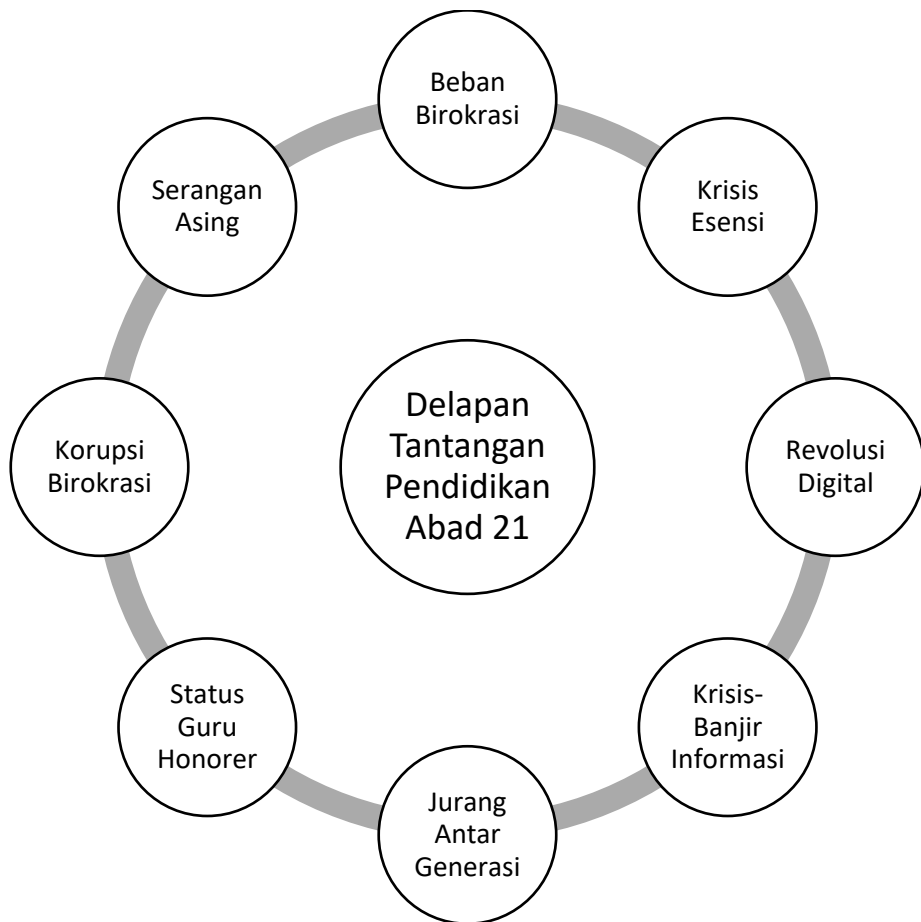 Beban
Birokrasi
Krisis
Esensi
Revolusi
Digital
Krisis-
Banjir
Informasi
Jurang
Antar
Generasi
Status
Guru
Honorer
Korupsi
Birokrasi
Serangan
Asing
Delapan
Tantangan
Pendidikan
Abad 21